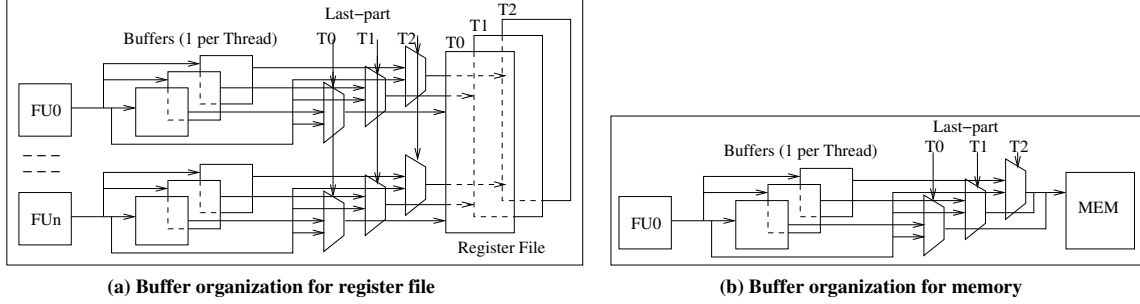 Last-part
Buffers (1 per Thread)
T0
T1
T2
T0
T1
T2
FU0
FUn
Register File
(a) Buffer organization for register file
Last-part
Buffers (1 per Thread)
T0
T1
T2
FU0
MEM
(b) Buffer organization for memory